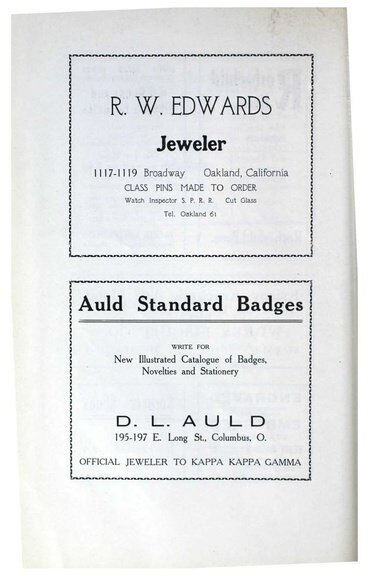 R. W. EDWARDS
Jeweler
1117-1119 Broadway Oakland, California
CLASS PINS MADE TO ORDER
Watch Inspector S. P. R. R. Cut Glass
Tel. Oakland 61
Auld Standard Badges
WRITE FOR
New Illustrated Catalogue of Badges,
Novelties and Stationery
D. L. AULD
195-197 E. Long St., Columbus, O.
OFFICIAL JEWELER TO KAPPA KAPPA GAMMA